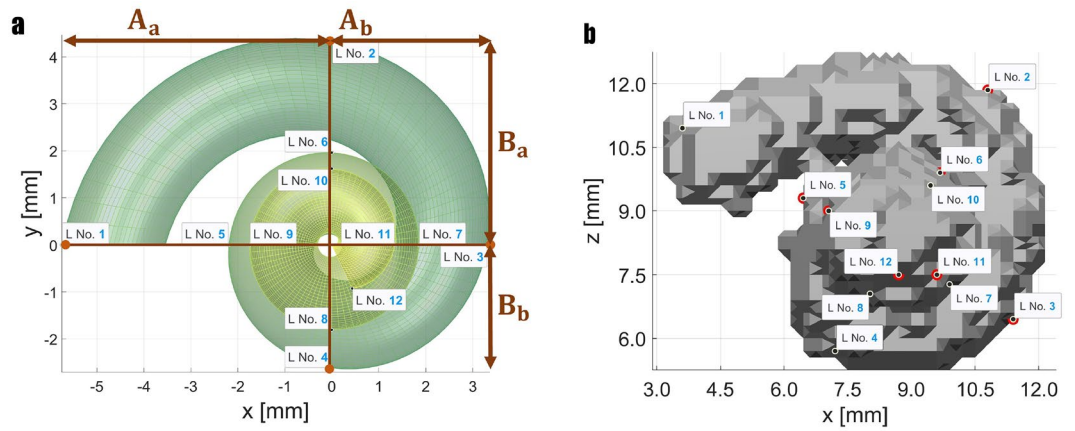 a
A_a
A_b
B_a
B_b
L No. 2
L No. 6
L No. 10
L No. 1
L No. 5
L No. 9
L No. 11
L No. 7
L No. 3
L No. 12
L No. 8
L No. 4
4
3
2
1
0
-1
-2
y [mm]
-5 -4 -3 -2 -1 0 1 2 3
x [mm]
b
L No. 2
L No. 1
L No. 6
L No. 5
L No. 10
L No. 9
L No. 12
L No. 11
L No. 7
L No. 8
L No. 3
L No. 4
12.0
10.5
9.0
7.5
6.0
z [mm]
3.0 4.5 6.0 7.5 9.0 10.5 12.0
x [mm]